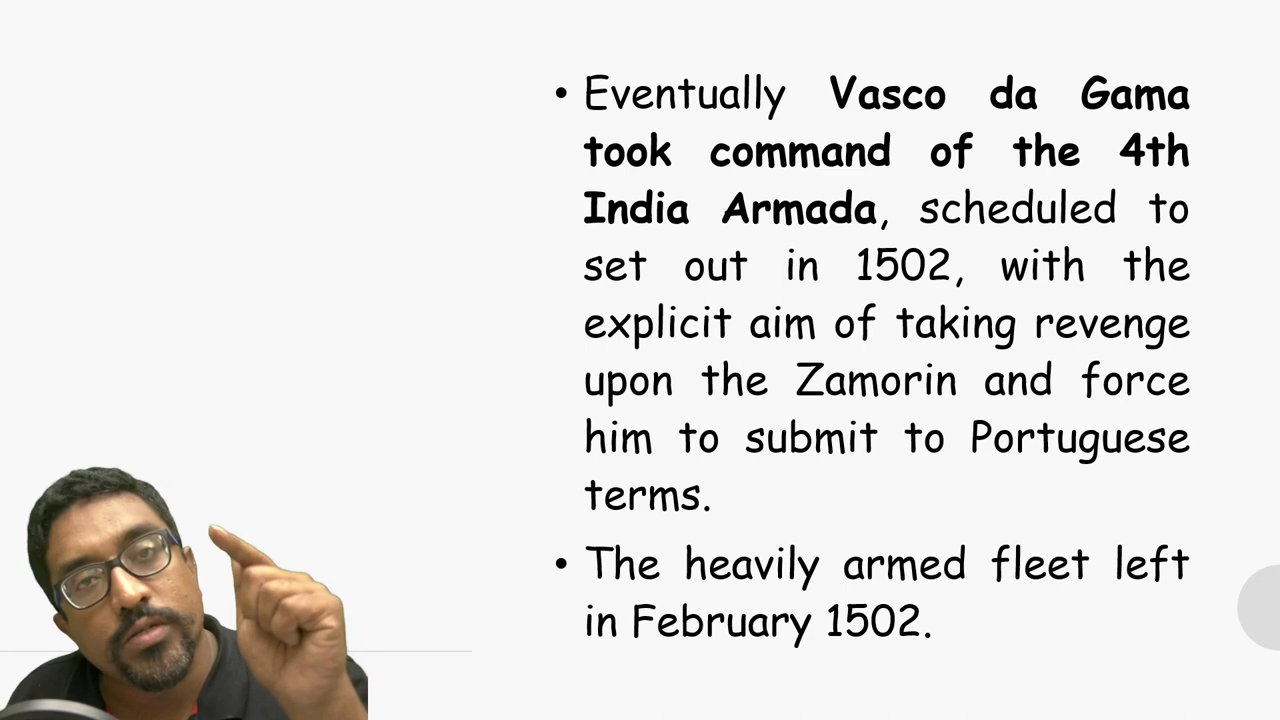 • Eventually Vasco da Gama
took command of the 4th
India Armada, scheduled to
set out in 1502, with the
explicit aim of taking revenge
upon the Zamorin and force
him to submit to Portuguese
terms.
• The heavily armed fleet left
in February 1502.